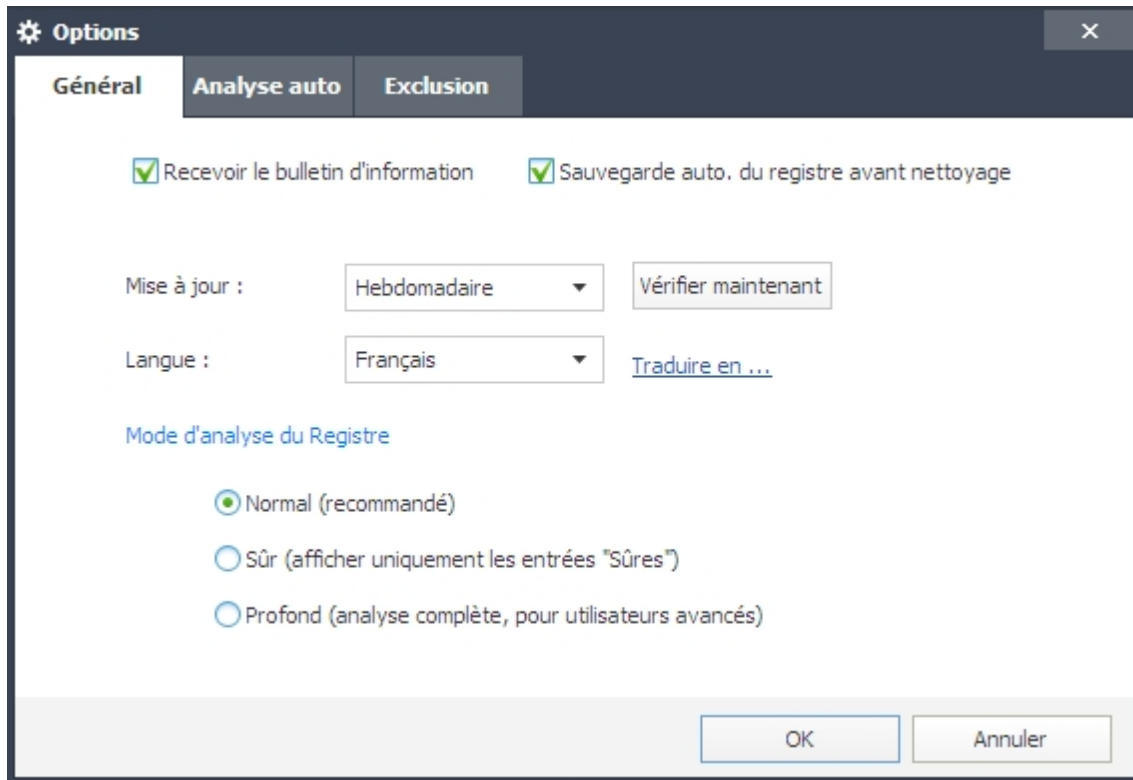 Options
Général Analyse auto Exclusion
Recevoir le bulletin d'information Sauvegarde auto. du registre avant nettoyage
Mise à jour : Hebdomadaire Vérifier maintenant
Langue : Français Traduire en ...
Mode d'analyse du Registre
Normal (recommandé)
Sûr (afficher uniquement les entrées "Sûres")
Profond (analyse complète, pour utilisateurs avancés)
OK Annuler